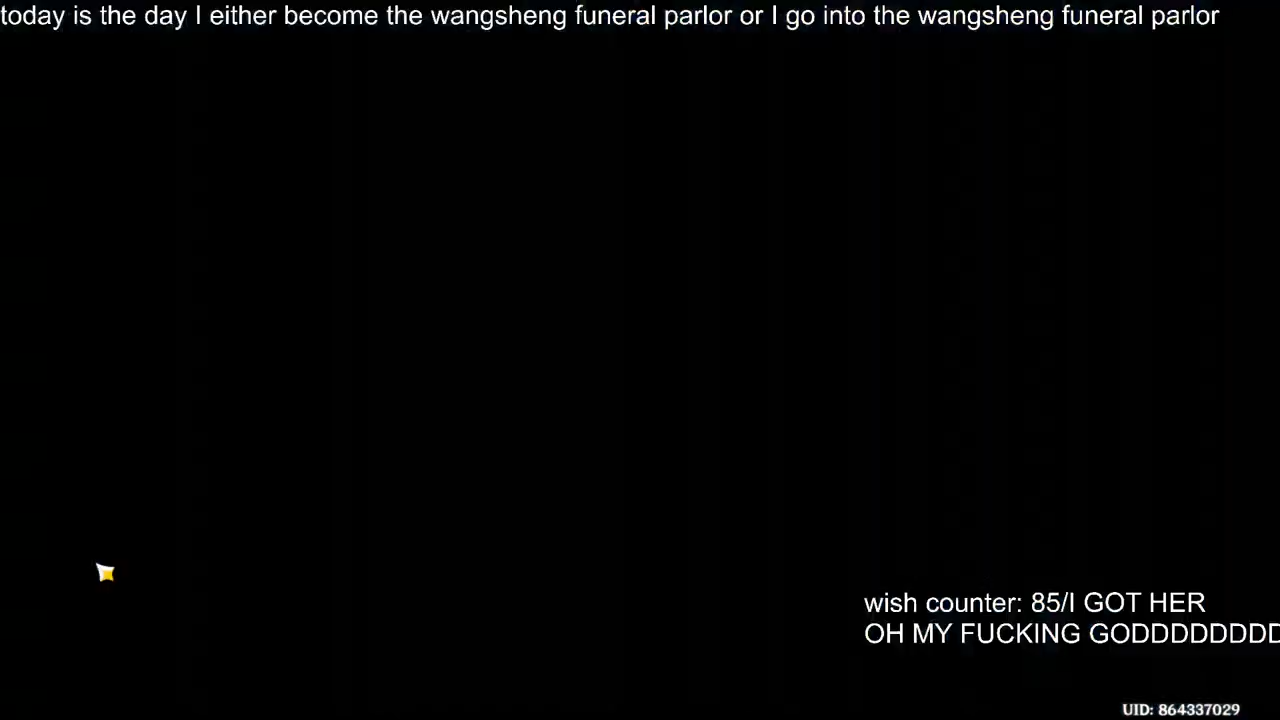 today is the day I either become the wangsheng funeral parlor or I go into the wangsheng funeral parlor
wish counter: 85/I GOT HER
OH MY FUCKING GODDDDDDDD
UID: 864337029